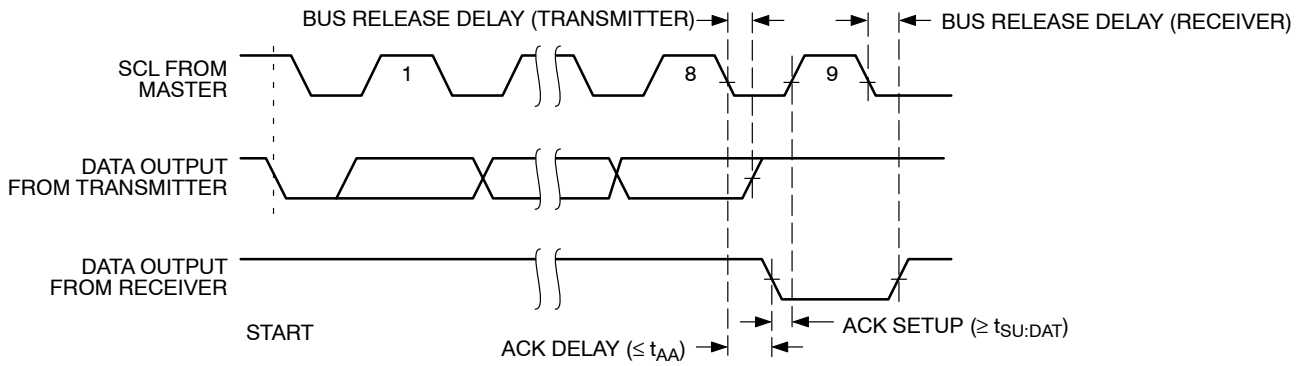 BUS RELEASE DELAY (TRANSMITTER)
BUS RELEASE DELAY (RECEIVER)
SCL FROM
MASTER
1
8
9
DATA OUTPUT
FROM TRANSMITTER
DATA OUTPUT
FROM RECEIVER
START
ACK SETUP (≥ tSU:DAT)
ACK DELAY (≤ tAA)